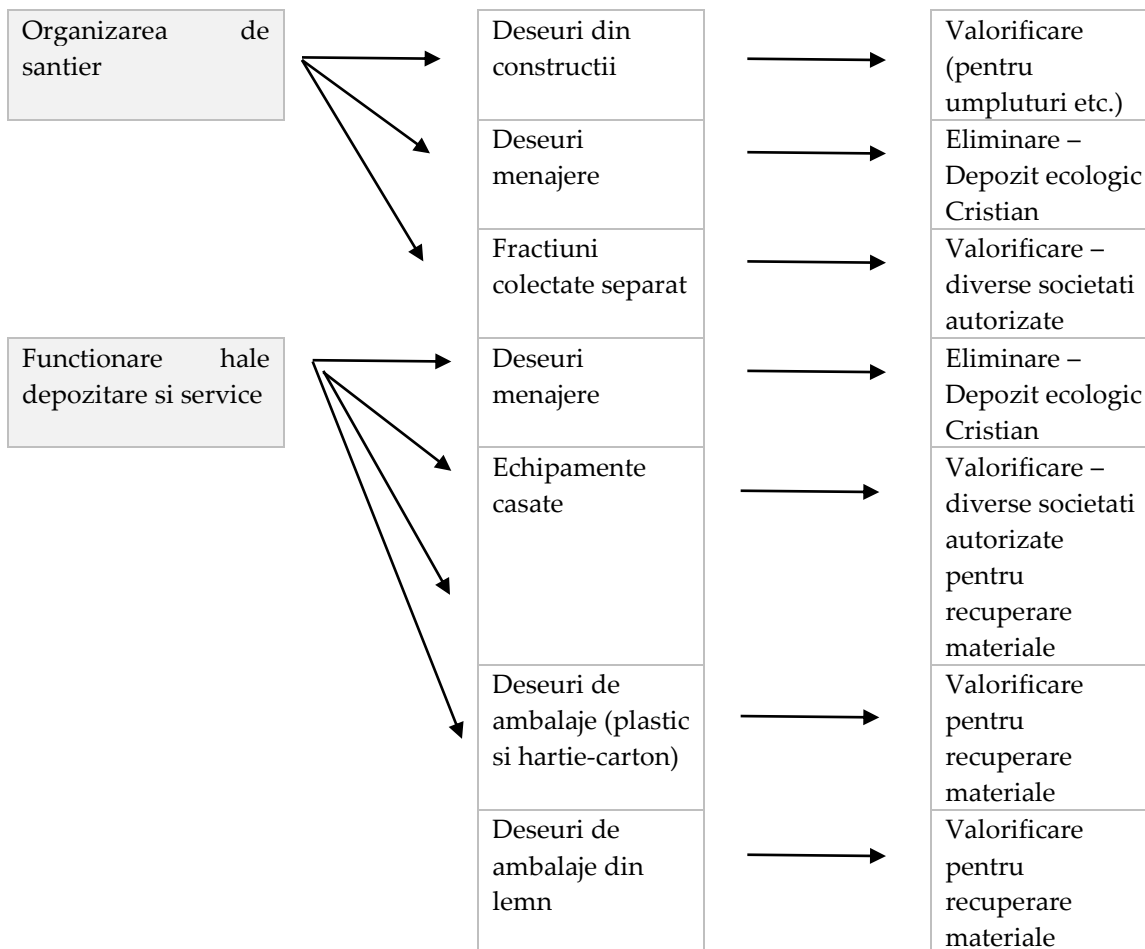 Organizarea de
santier
Deseuri din
constructii
Valorificare
(pentru
umpluturi etc.)
Deseuri
menajere
Eliminare –
Depozit ecologic
Cristian
Fractiuni
colectate separat
Valorificare –
diverse societati
autorizate
Functionare hale
depozitare si service
Deseuri
menajere
Eliminare –
Depozit ecologic
Cristian
Echipamente
casate
Valorificare –
diverse societati
autorizate
pentru
recuperare
materiale
Deseuri de
ambalaje (plastic
si hartie-carton)
Valorificare
pentru
recuperare
materiale
Deseuri de
ambalaje din
lemn
Valorificare
pentru
recuperare
materiale